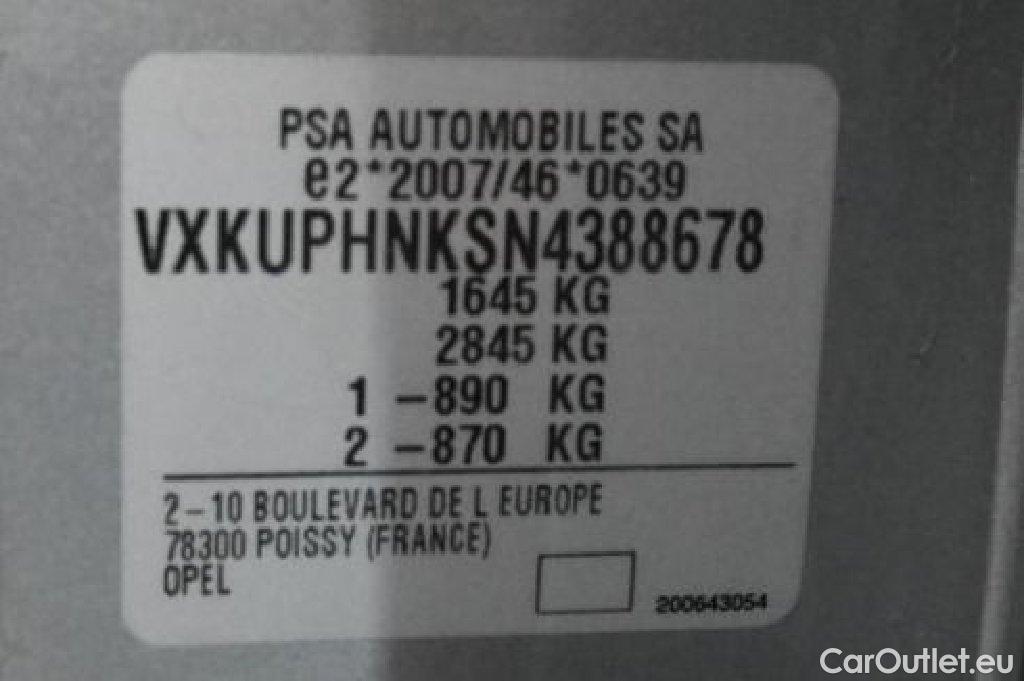 PSA AUTOMOBILES SA
e2*2007/46*0639
VXKUPHNKSN4388678
1645 KG
2845 KG
1 -890 KG
2 -870 KG
2-10 BOULEVARD DE L EUROPE
78300 POISSY (FRANCE)
OPEL
200643054
CarOutlet.eu